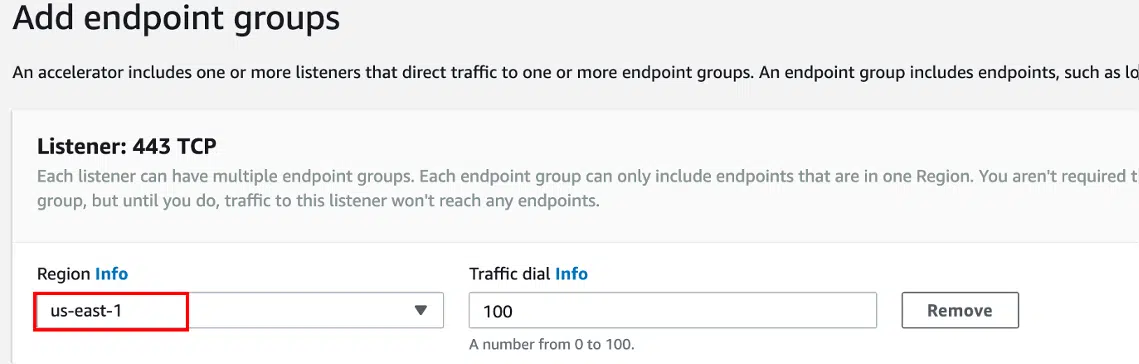 Add endpoint groups
An accelerator includes one or more listeners that direct traffic to one or more endpoint groups. An endpoint group includes endpoints, such as
Listener: 443 TCP
Each listener can have multiple endpoint groups. Each endpoint group can only include endpoints that are in one Region. You aren't required
group, but until you do, traffic to this listener won't reach any endpoints.
Region Info
Traffic dial Info
us-east-1
100
Remove
A number from 0 to 100.